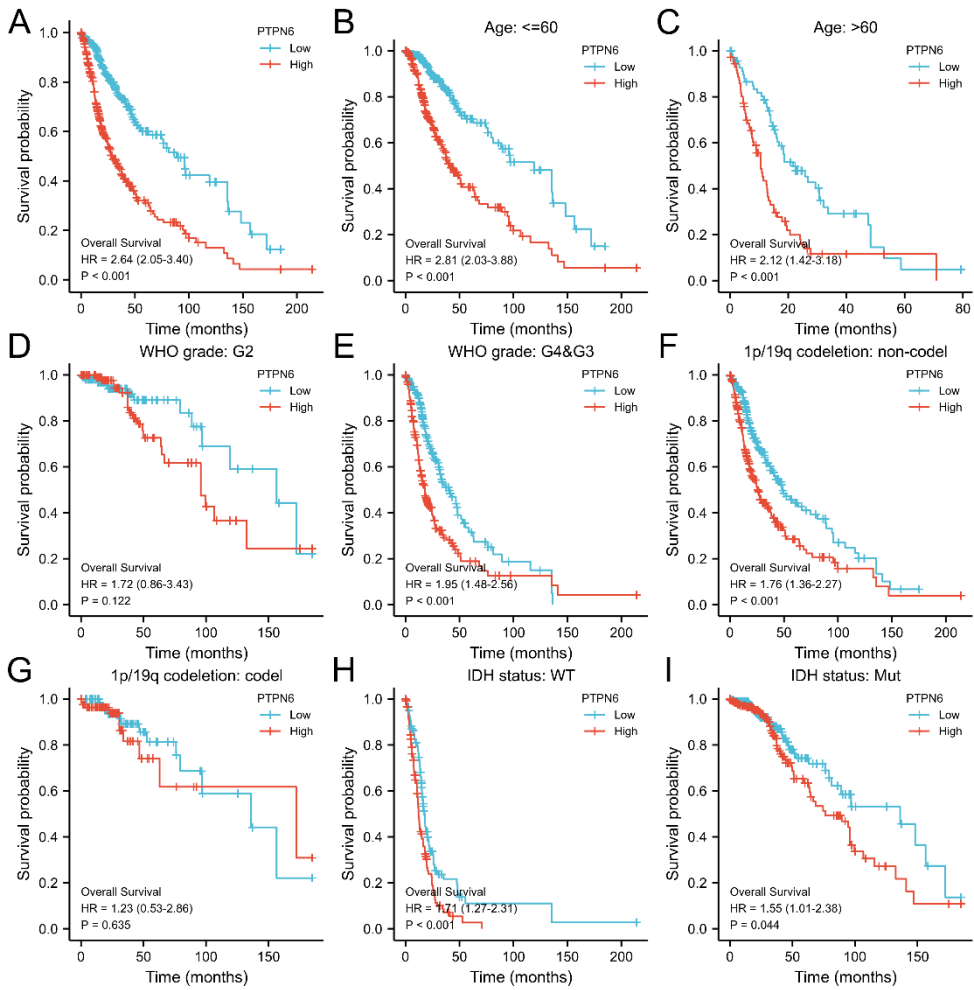 A
PTPN6
Low
High
Survival probability
1.0
0.8
0.6
0.4
0.2
0.0
Overall Survival
HR = 2.64 (2.05-3.40)
P < 0.001
0 50 100 150 200
Time (months)
B
Age: <=60
PTPN6
Low
High
Survival probability
1.0
0.8
0.6
0.4
0.2
0.0
Overall Survival
HR = 2.81 (2.03-3.88)
P < 0.001
0 50 100 150 200
Time (months)
C
Age: >60
PTPN6
Low
High
Survival probability
1.0
0.8
0.6
0.4
0.2
0.0
Overall Survival
HR = 2.12 (1.42-3.18)
P < 0.001
0 20 40 60 80
Time (months)
D
WHO grade: G2
PTPN6
Low
High
Survival probability
1.0
0.8
0.6
0.4
0.2
0.0
Overall Survival
HR = 1.72 (0.86-3.43)
P = 0.122
0 50 100 150
Time (months)
E
WHO grade: G4&G3
PTPN6
Low
High
Survival probability
1.0
0.8
0.6
0.4
0.2
0.0
Overall Survival
HR = 1.95 (1.48-2.56)
P < 0.001
0 50 100 150 200
Time (months)
F
1p/19q codeletion: non-codel
PTPN6
Low
High
Survival probability
1.0
0.8
0.6
0.4
0.2
0.0
Overall Survival
HR = 1.76 (1.36-2.27)
P < 0.001
0 50 100 150 200
Time (months)
G
1p/19q codeletion: codel
PTPN6
Low
High
Survival probability
1.0
0.8
0.6
0.4
0.2
0.0
Overall Survival
HR = 1.23 (0.53-2.86)
P = 0.635
0 50 100 150
Time (months)
H
IDH status: WT
PTPN6
Low
High
Survival probability
1.0
0.8
0.6
0.4
0.2
0.0
Overall Survival
HR = 1.71 (1.27-2.31)
P < 0.001
0 50 100 150 200
Time (months)
I
IDH status: Mut
PTPN6
Low
High
Survival probability
1.0
0.8
0.6
0.4
0.2
0.0
Overall Survival
HR = 1.55 (1.01-2.38)
P = 0.044
0 50 100 150
Time (months)